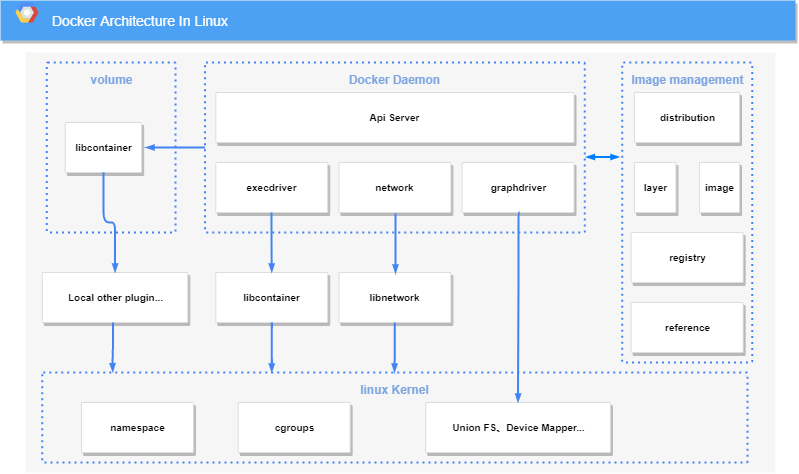 Docker Architecture In Linux
volume
Docker Daemon
Image management
Api Server
distribution
libcontainer
execdriver
network
graphdriver
layer
image
registry
Local other plugin...
libcontainer
libnetwork
reference
linux Kernel
namespace
cgroups
Union FS、Device Mapper...